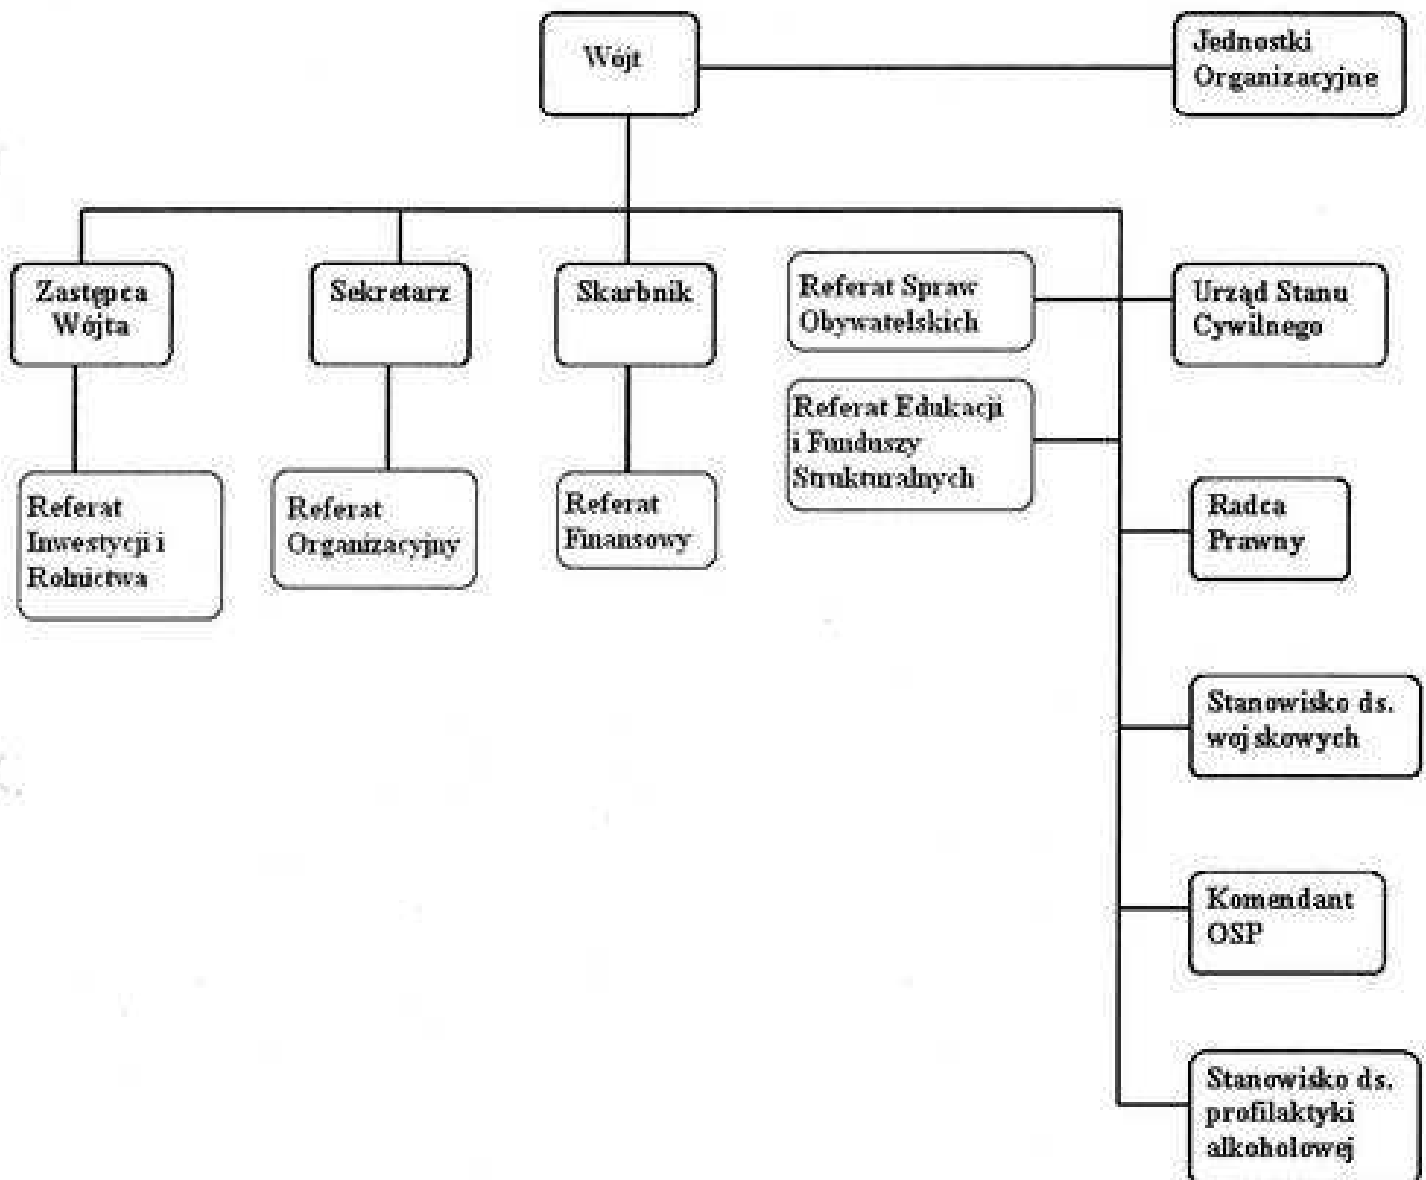 Wójt
Jednostki
Organizacyjne
Zastępca
Wójta
Sekretarz
Skarbnik
Referat Spraw
Obywatelskich
Urząd Stanu
Cywilnego
Referat Edukacji
i Funduszy
Strukturalnych
Referat
Inwestycji i
Rolnictwa
Referat
Organizacyjny
Referat
Finansowy
Radca
Prawny
Stanowisko ds.
wojskowych
Komendant
OSP
Stanowisko ds.
profilaktyki
alkoholowej